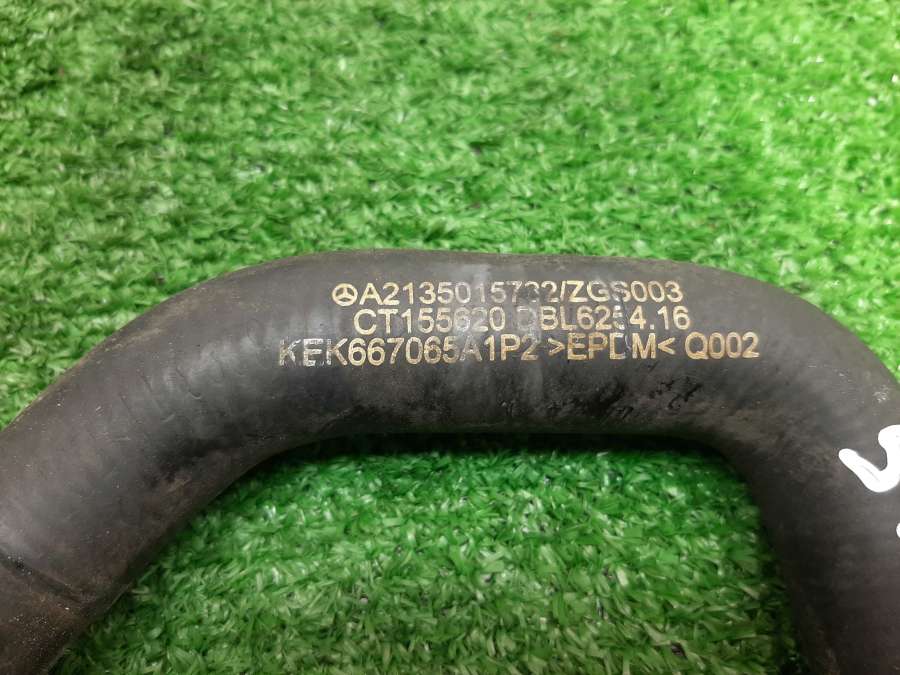 A2135015732/ZGS003
CT155620 DBL6254.16
KEK667065A1P2 >EPDM< Q002